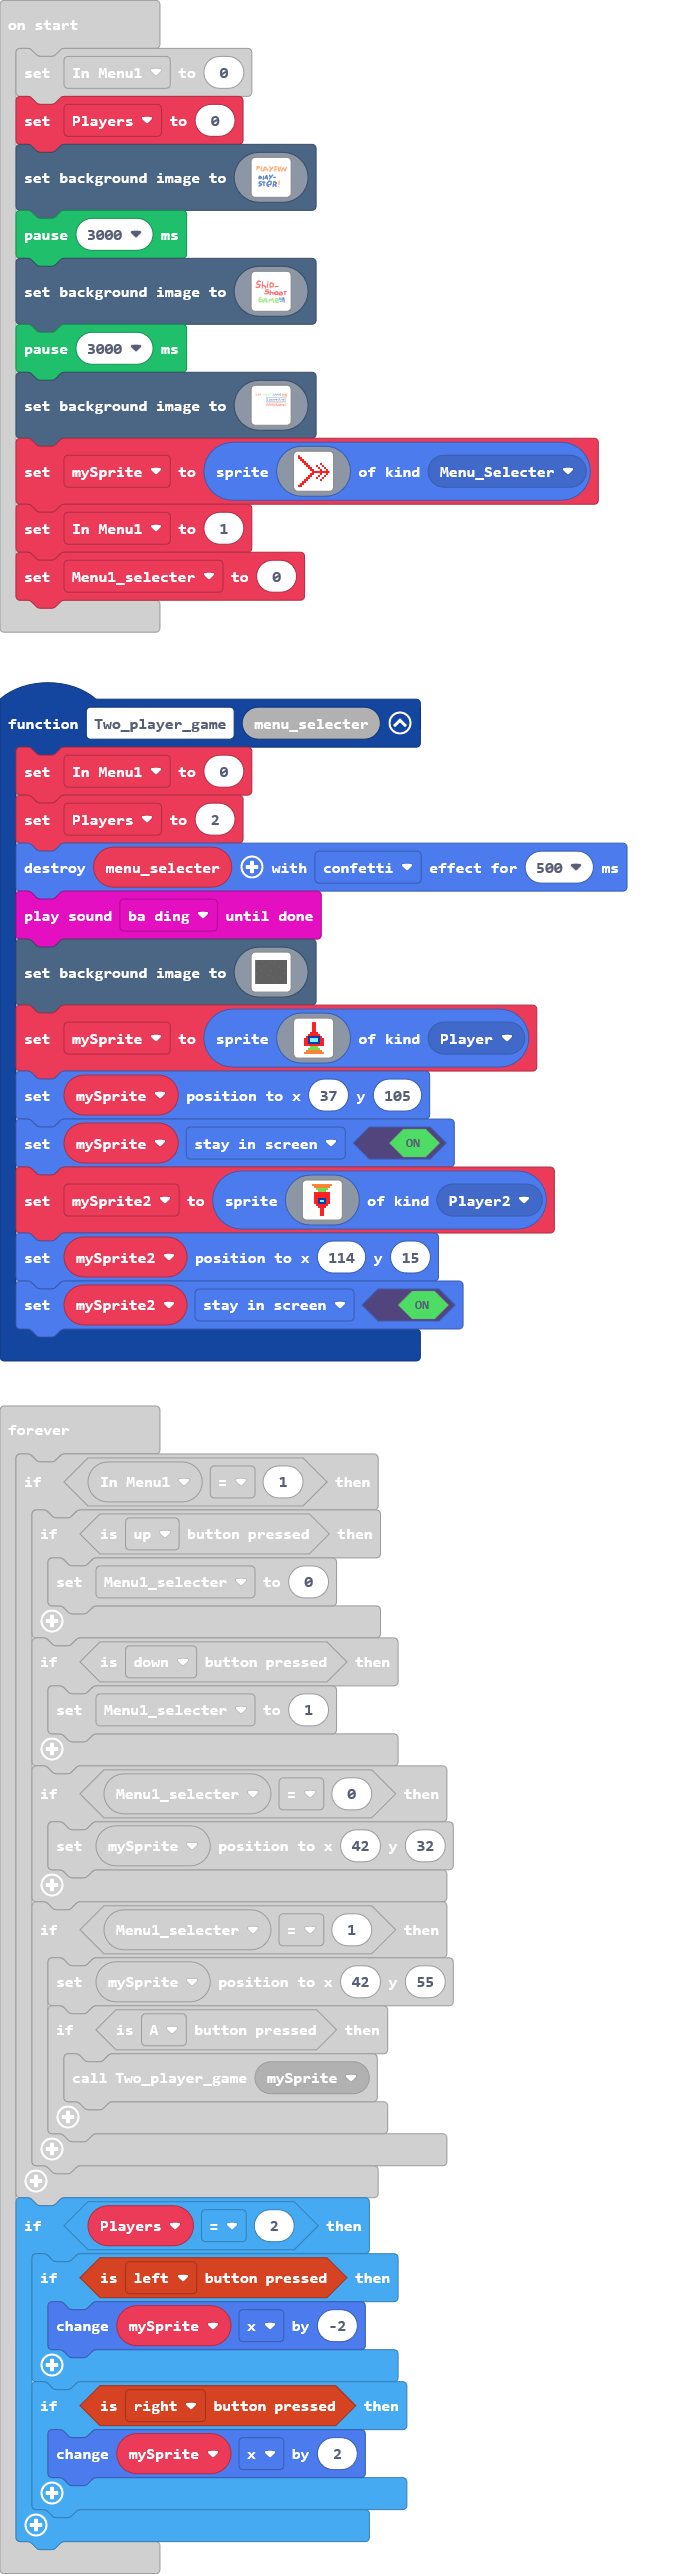 on start
set In Menu1 to 0
set Players to 0
set background image to PLAYFUN PLAY- STER!
pause 3000 ms
set background image to Ship- Shoot GAME
pause 3000 ms
set background image to
set mySprite to sprite of kind Menu_Selecter
set In Menu1 to 1
set Menu1_selecter to 0
function Two_player_game menu_selecter
set In Menu1 to 0
set Players to 2
destroy menu_selecter with confetti effect for 500 ms
play sound ba ding until done
set background image to
set mySprite to sprite of kind Player
set mySprite position to x 37 y 105
set mySprite stay in screen ON
set mySprite2 to sprite of kind Player2
set mySprite2 position to x 114 y 15
set mySprite2 stay in screen ON
forever
if In Menu1 = 1 then
if is up button pressed then
set Menu1_selecter to 0
if is down button pressed then
set Menu1_selecter to 1
if Menu1_selecter = 0 then
set mySprite position to x 42 y 32
if Menu1_selecter = 1 then
set mySprite position to x 42 y 55
if is A button pressed then
call Two_player_game mySprite
if Players = 2 then
if is left button pressed then
change mySprite x by -2
if is right button pressed then
change mySprite x by 2